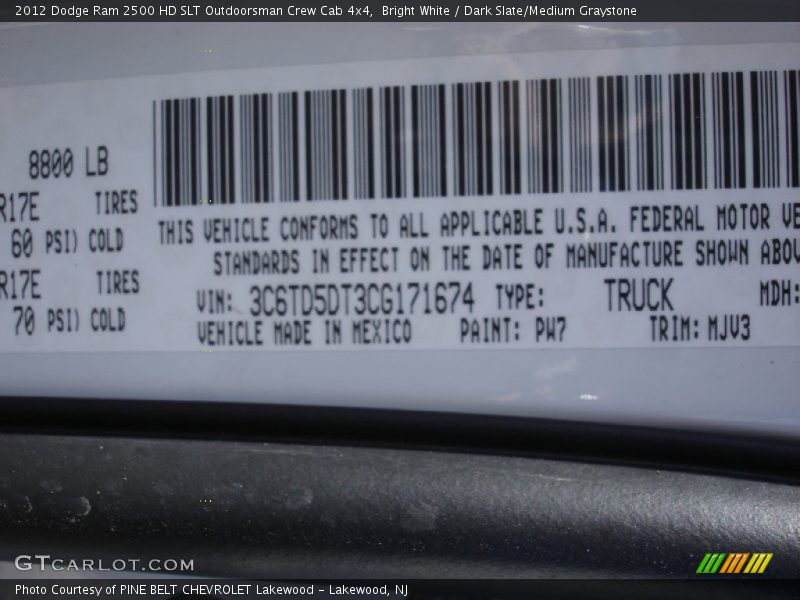 2012 Dodge Ram 2500 HD SLT Outdoorsman Crew Cab 4x4, Bright White / Dark Slate/Medium Graystone
8800 LB
R17E TIRES
60 PSI) COLD
R17E TIRES
70 PSI) COLD
THIS VEHICLE CONFORMS TO ALL APPLICABLE U.S.A. FEDERAL MOTOR VE
STANDARDS IN EFFECT ON THE DATE OF MANUFACTURE SHOWN ABOV
VIN: 3C6TD5DT3CG171674 TYPE: TRUCK MDH:
VEHICLE MADE IN MEXICO PAINT: PW7 TRIM: MJV3
GTCARLOT.COM
Photo Courtesy of PINE BELT CHEVROLET Lakewood - Lakewood, NJ